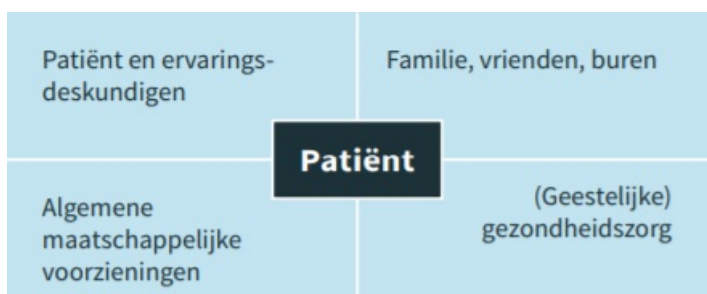 Patiënt en ervarings-
deskundigen
Familie, vrienden, buren
Patiënt
Algemene
maatschappelijke
voorzieningen
(Geestelijke)
gezondheidszorg